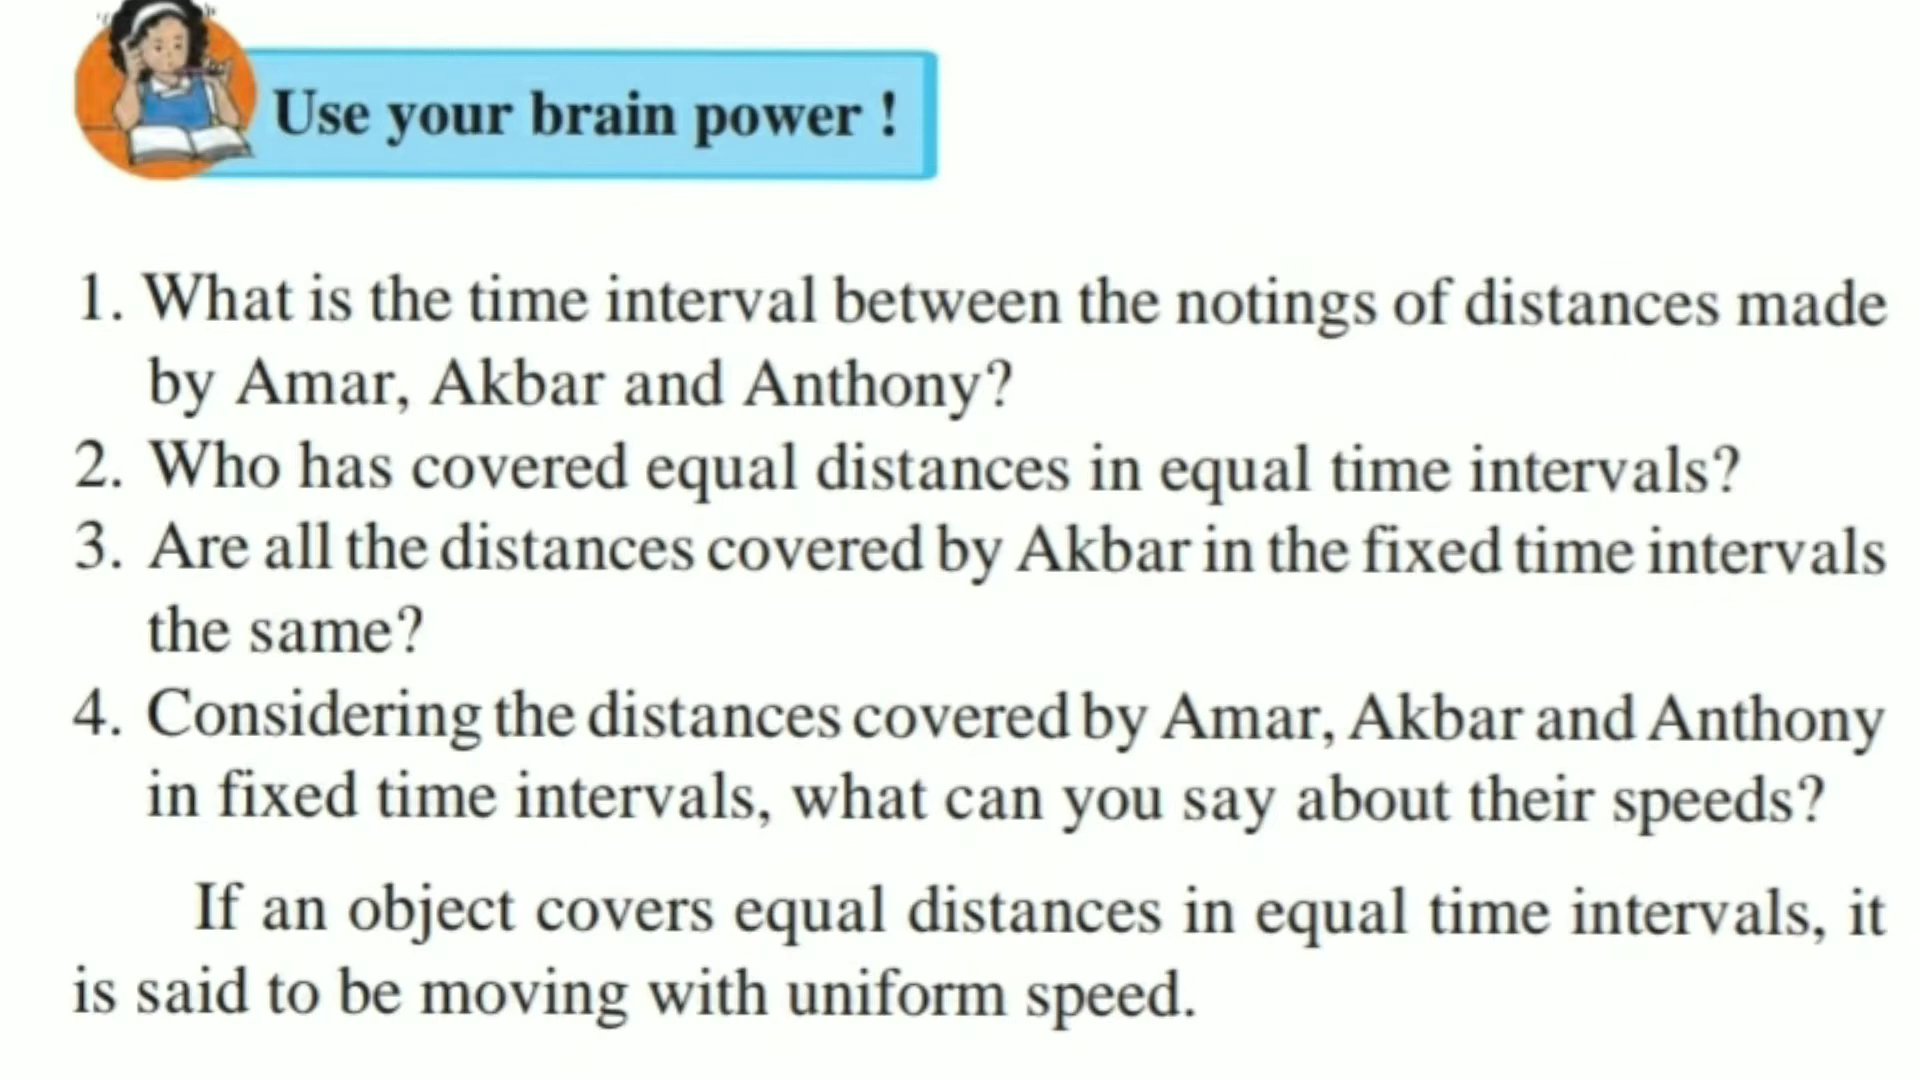 Use your brain power !
1. What is the time interval between the notings of distances made
by Amar, Akbar and Anthony?
2. Who has covered equal distances in equal time intervals?
3. Are all the distances covered by Akbar in the fixed time intervals
the same?
4. Considering the distances covered by Amar, Akbar and Anthony
in fixed time intervals, what can you say about their speeds?
If an object covers equal distances in equal time intervals, it
is said to be moving with uniform speed.